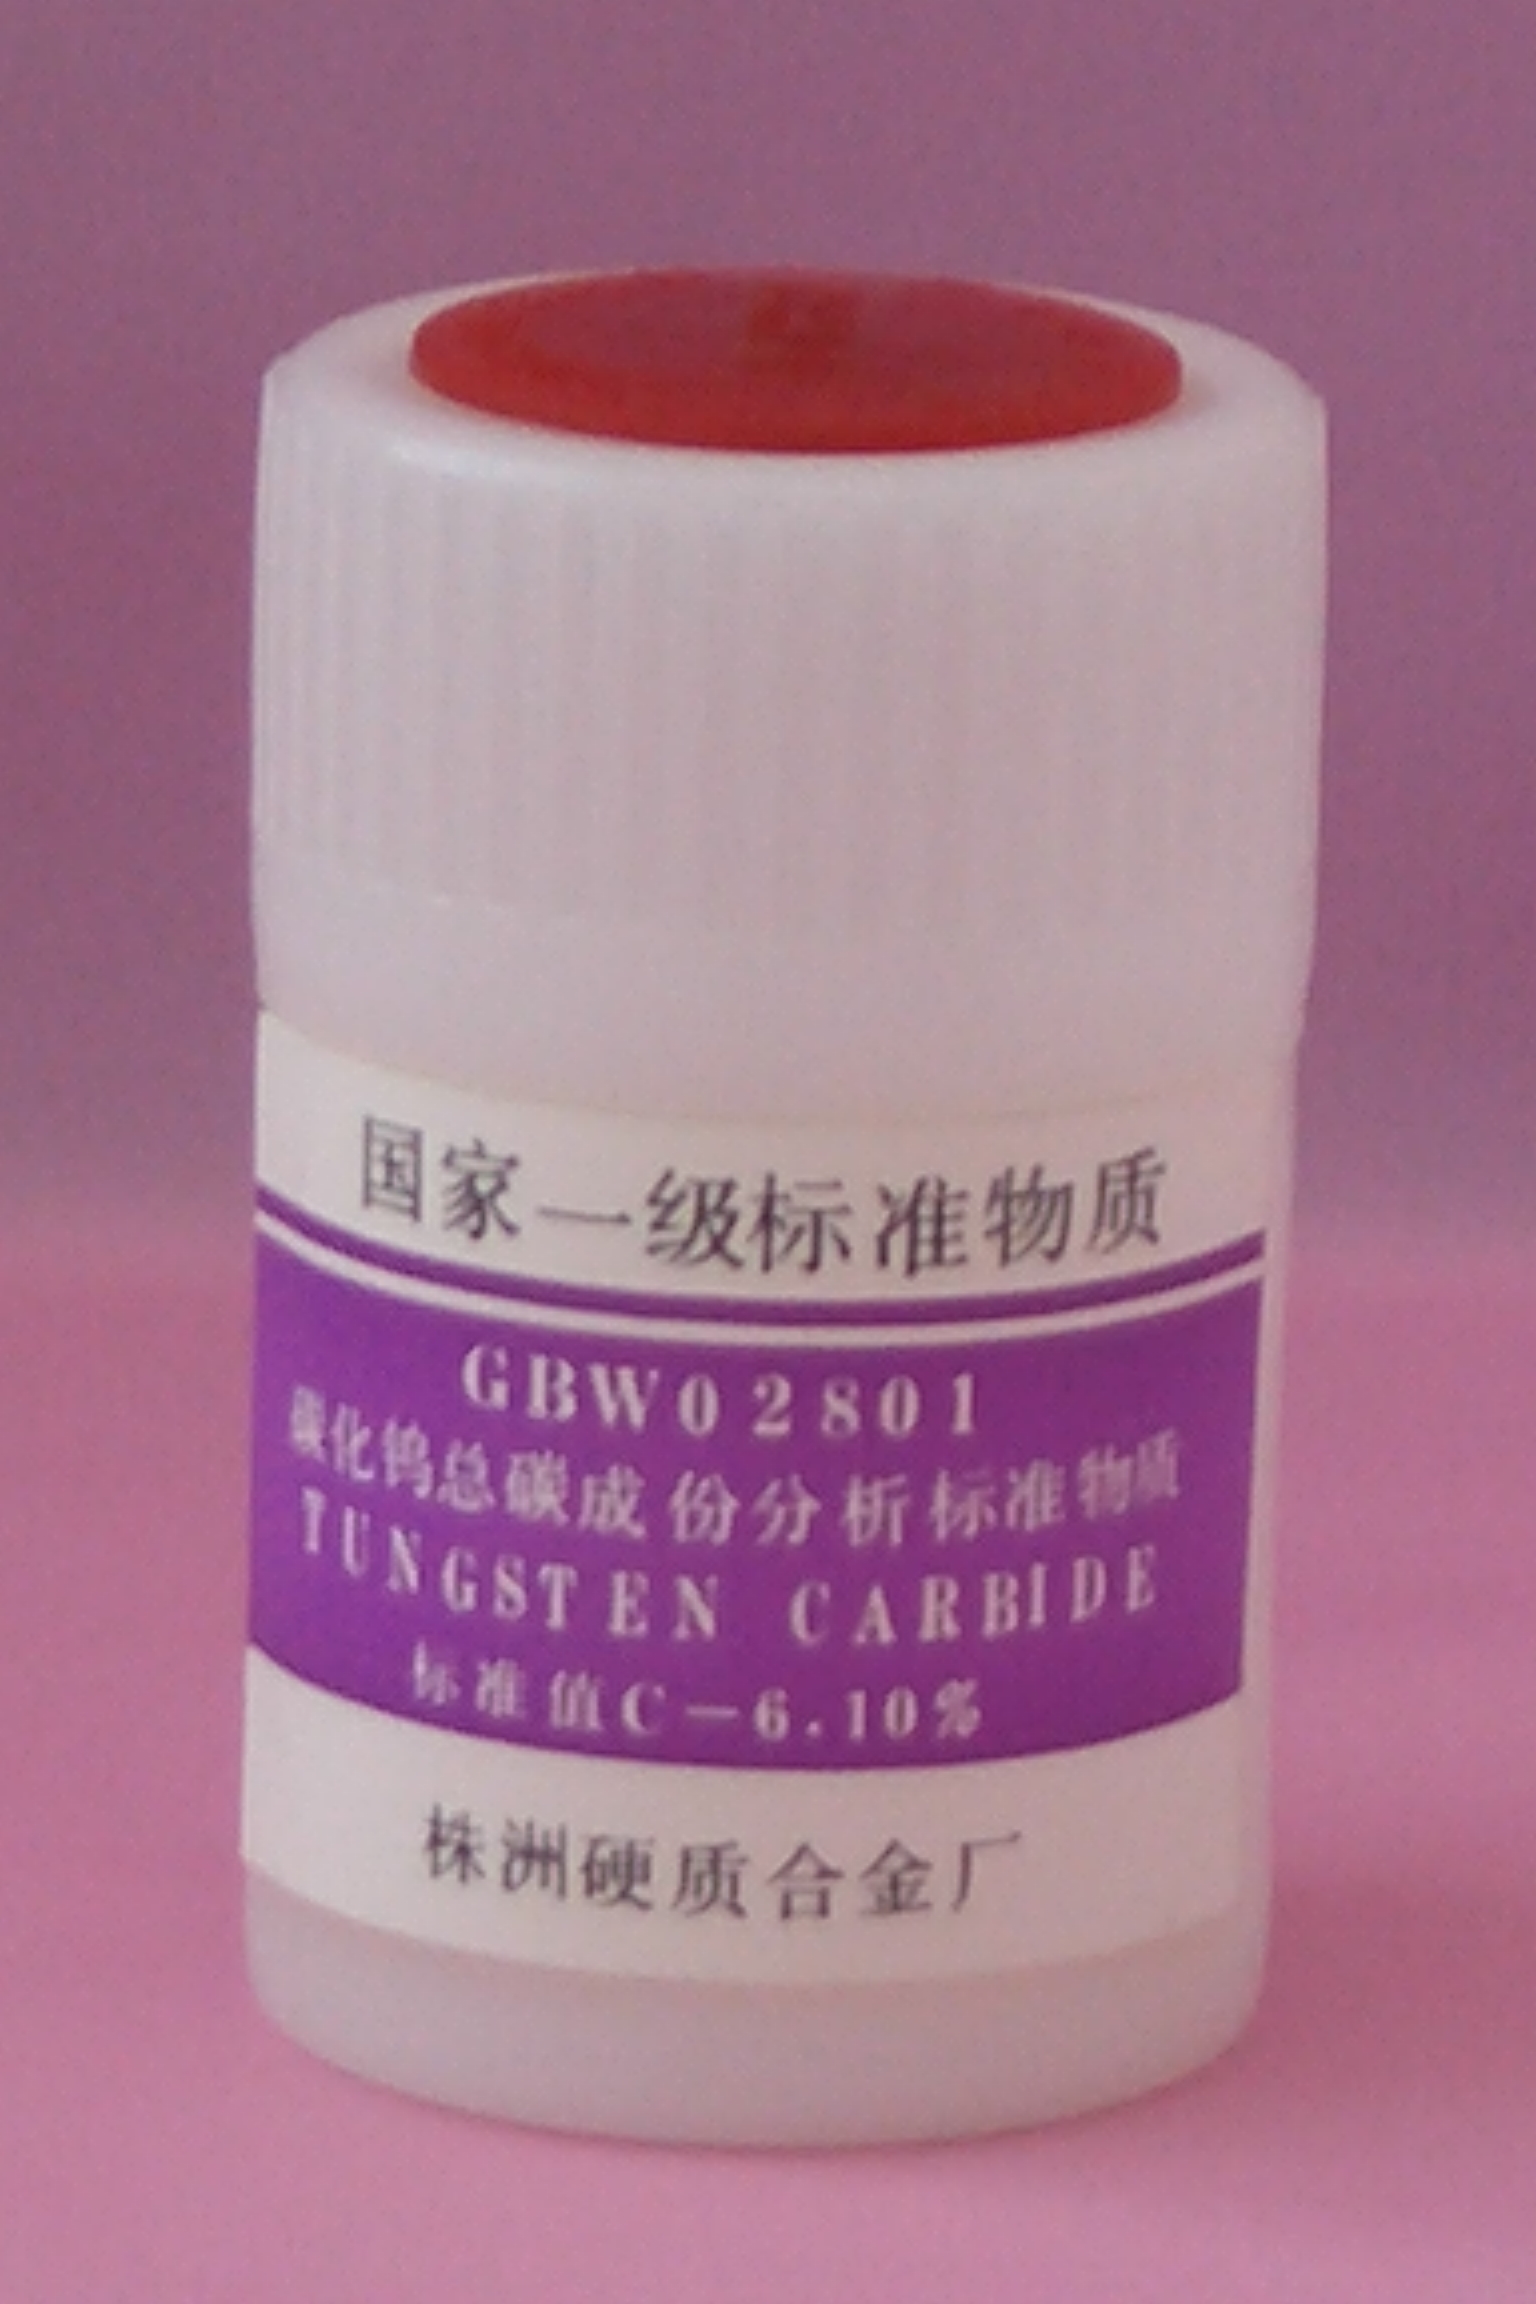 国家一级标准物质
GBW02801
碳化钨总碳成份分析标准物质
TUNGSTEN CARBIDE
标准值C-6.10%
株洲硬质合金厂